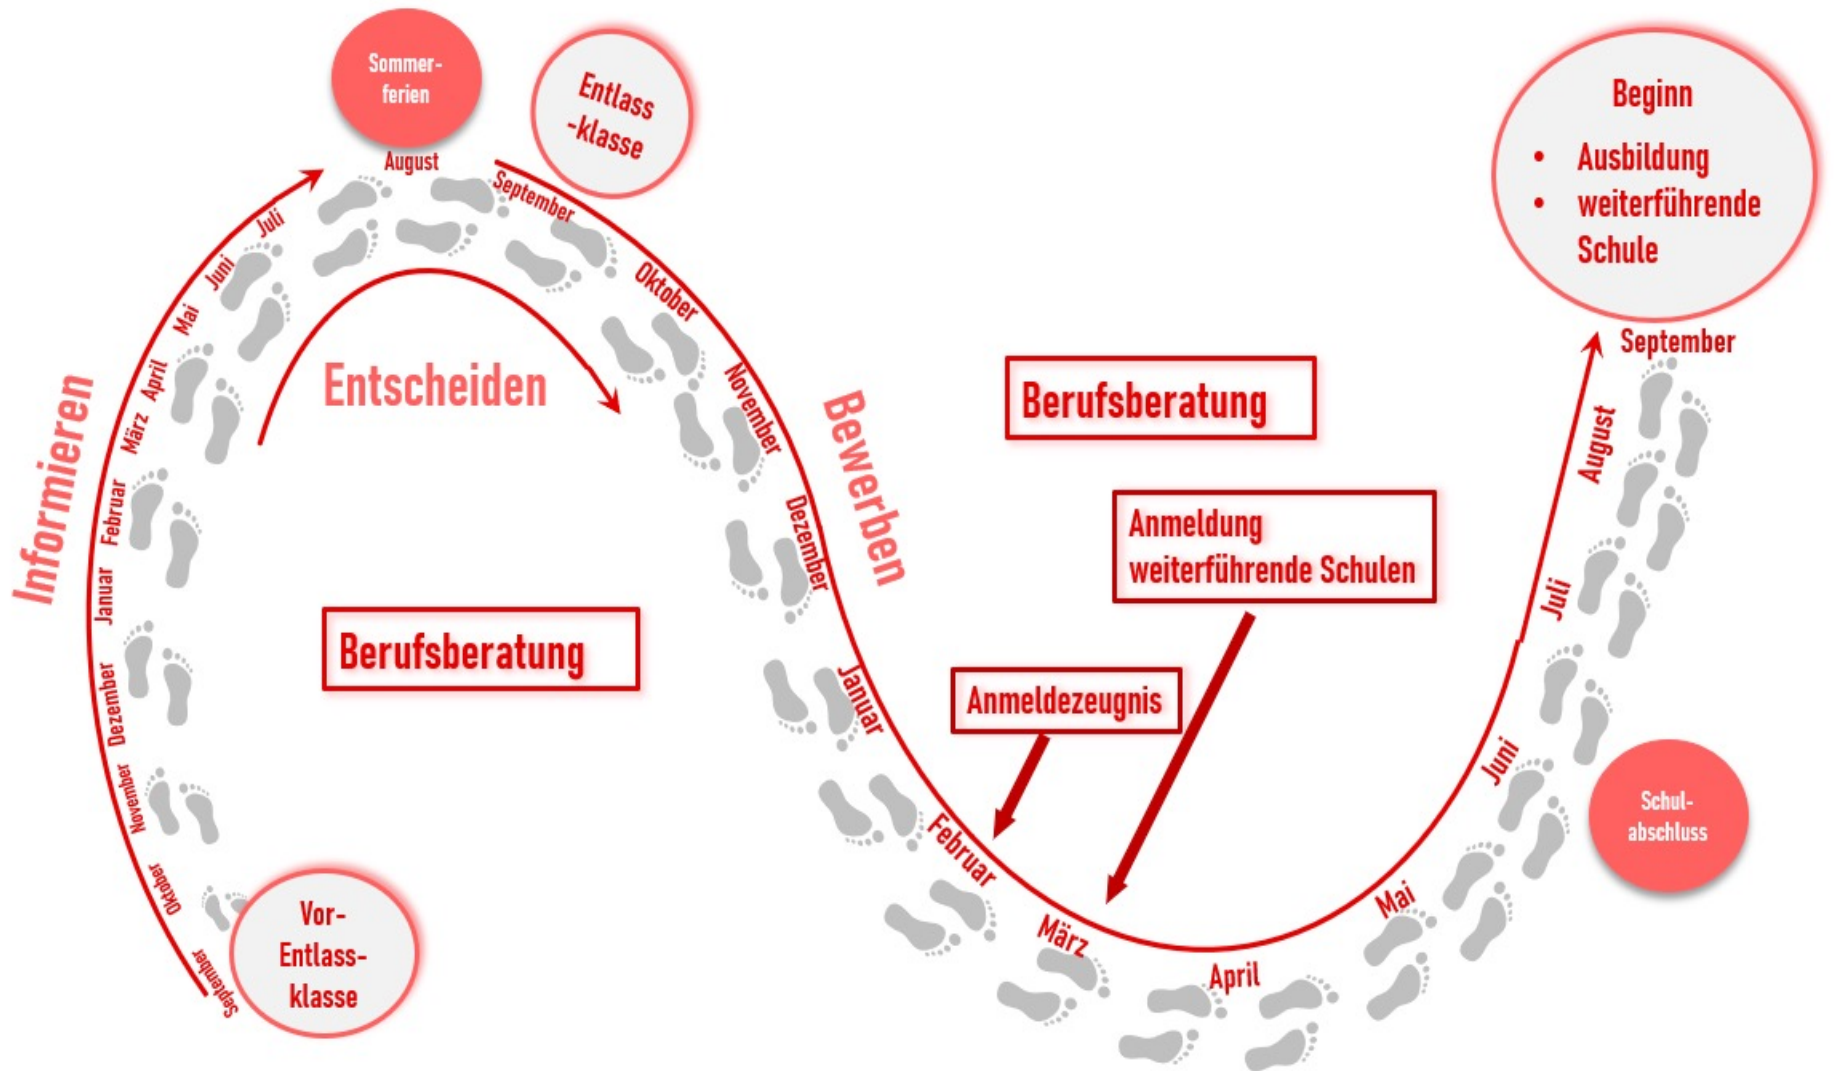 Vor-
Entlass-
klasse
September
Oktober
November
Dezember
Januar
Februar
März
April
Mai
Juni
Juli
August
Informieren
Sommer-
ferien
Entscheiden
Berufsberatung
Entlass
-klasse
September
Oktober
November
Dezember
Januar
Februar
März
April
Mai
Juni
Juli
August
September
Bewerben
Berufsberatung
Anmeldung
weiterführende Schulen
Anmeldezeugnis
Schul-
abschluss
Beginn
• Ausbildung
• weiterführende
Schule